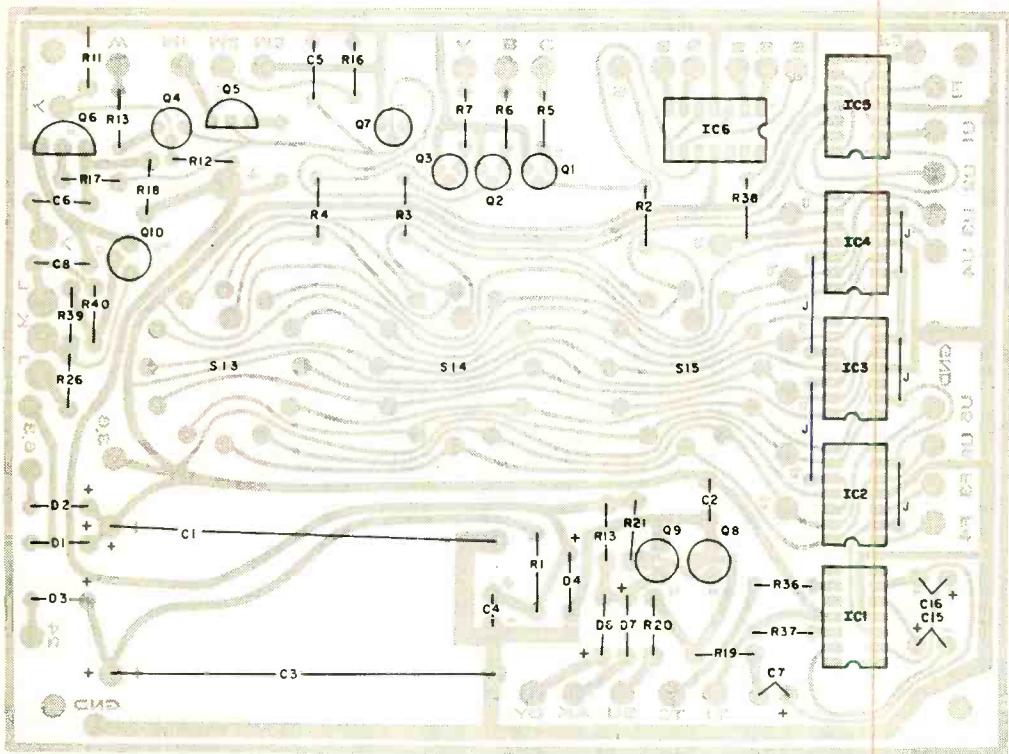 R11
R13
Q6
Q4
Q5
C5
R16
Q7
R7
R6
R5
IC6
IC5
R17
R12
R18
C6
Q3
Q2
Q1
R4
R3
R2
R38
Q10
C8
IC4
J
R39
R40
R26
S13
S14
S15
J
IC3
J
J
IC2
J
D2
D1
C1
R1
D4
R13
R21
C2
Q9
Q8
D3
C4
D6
D7
R20
R36
R37
R19
IC1
C16
C15
C3
C7
GND
GND